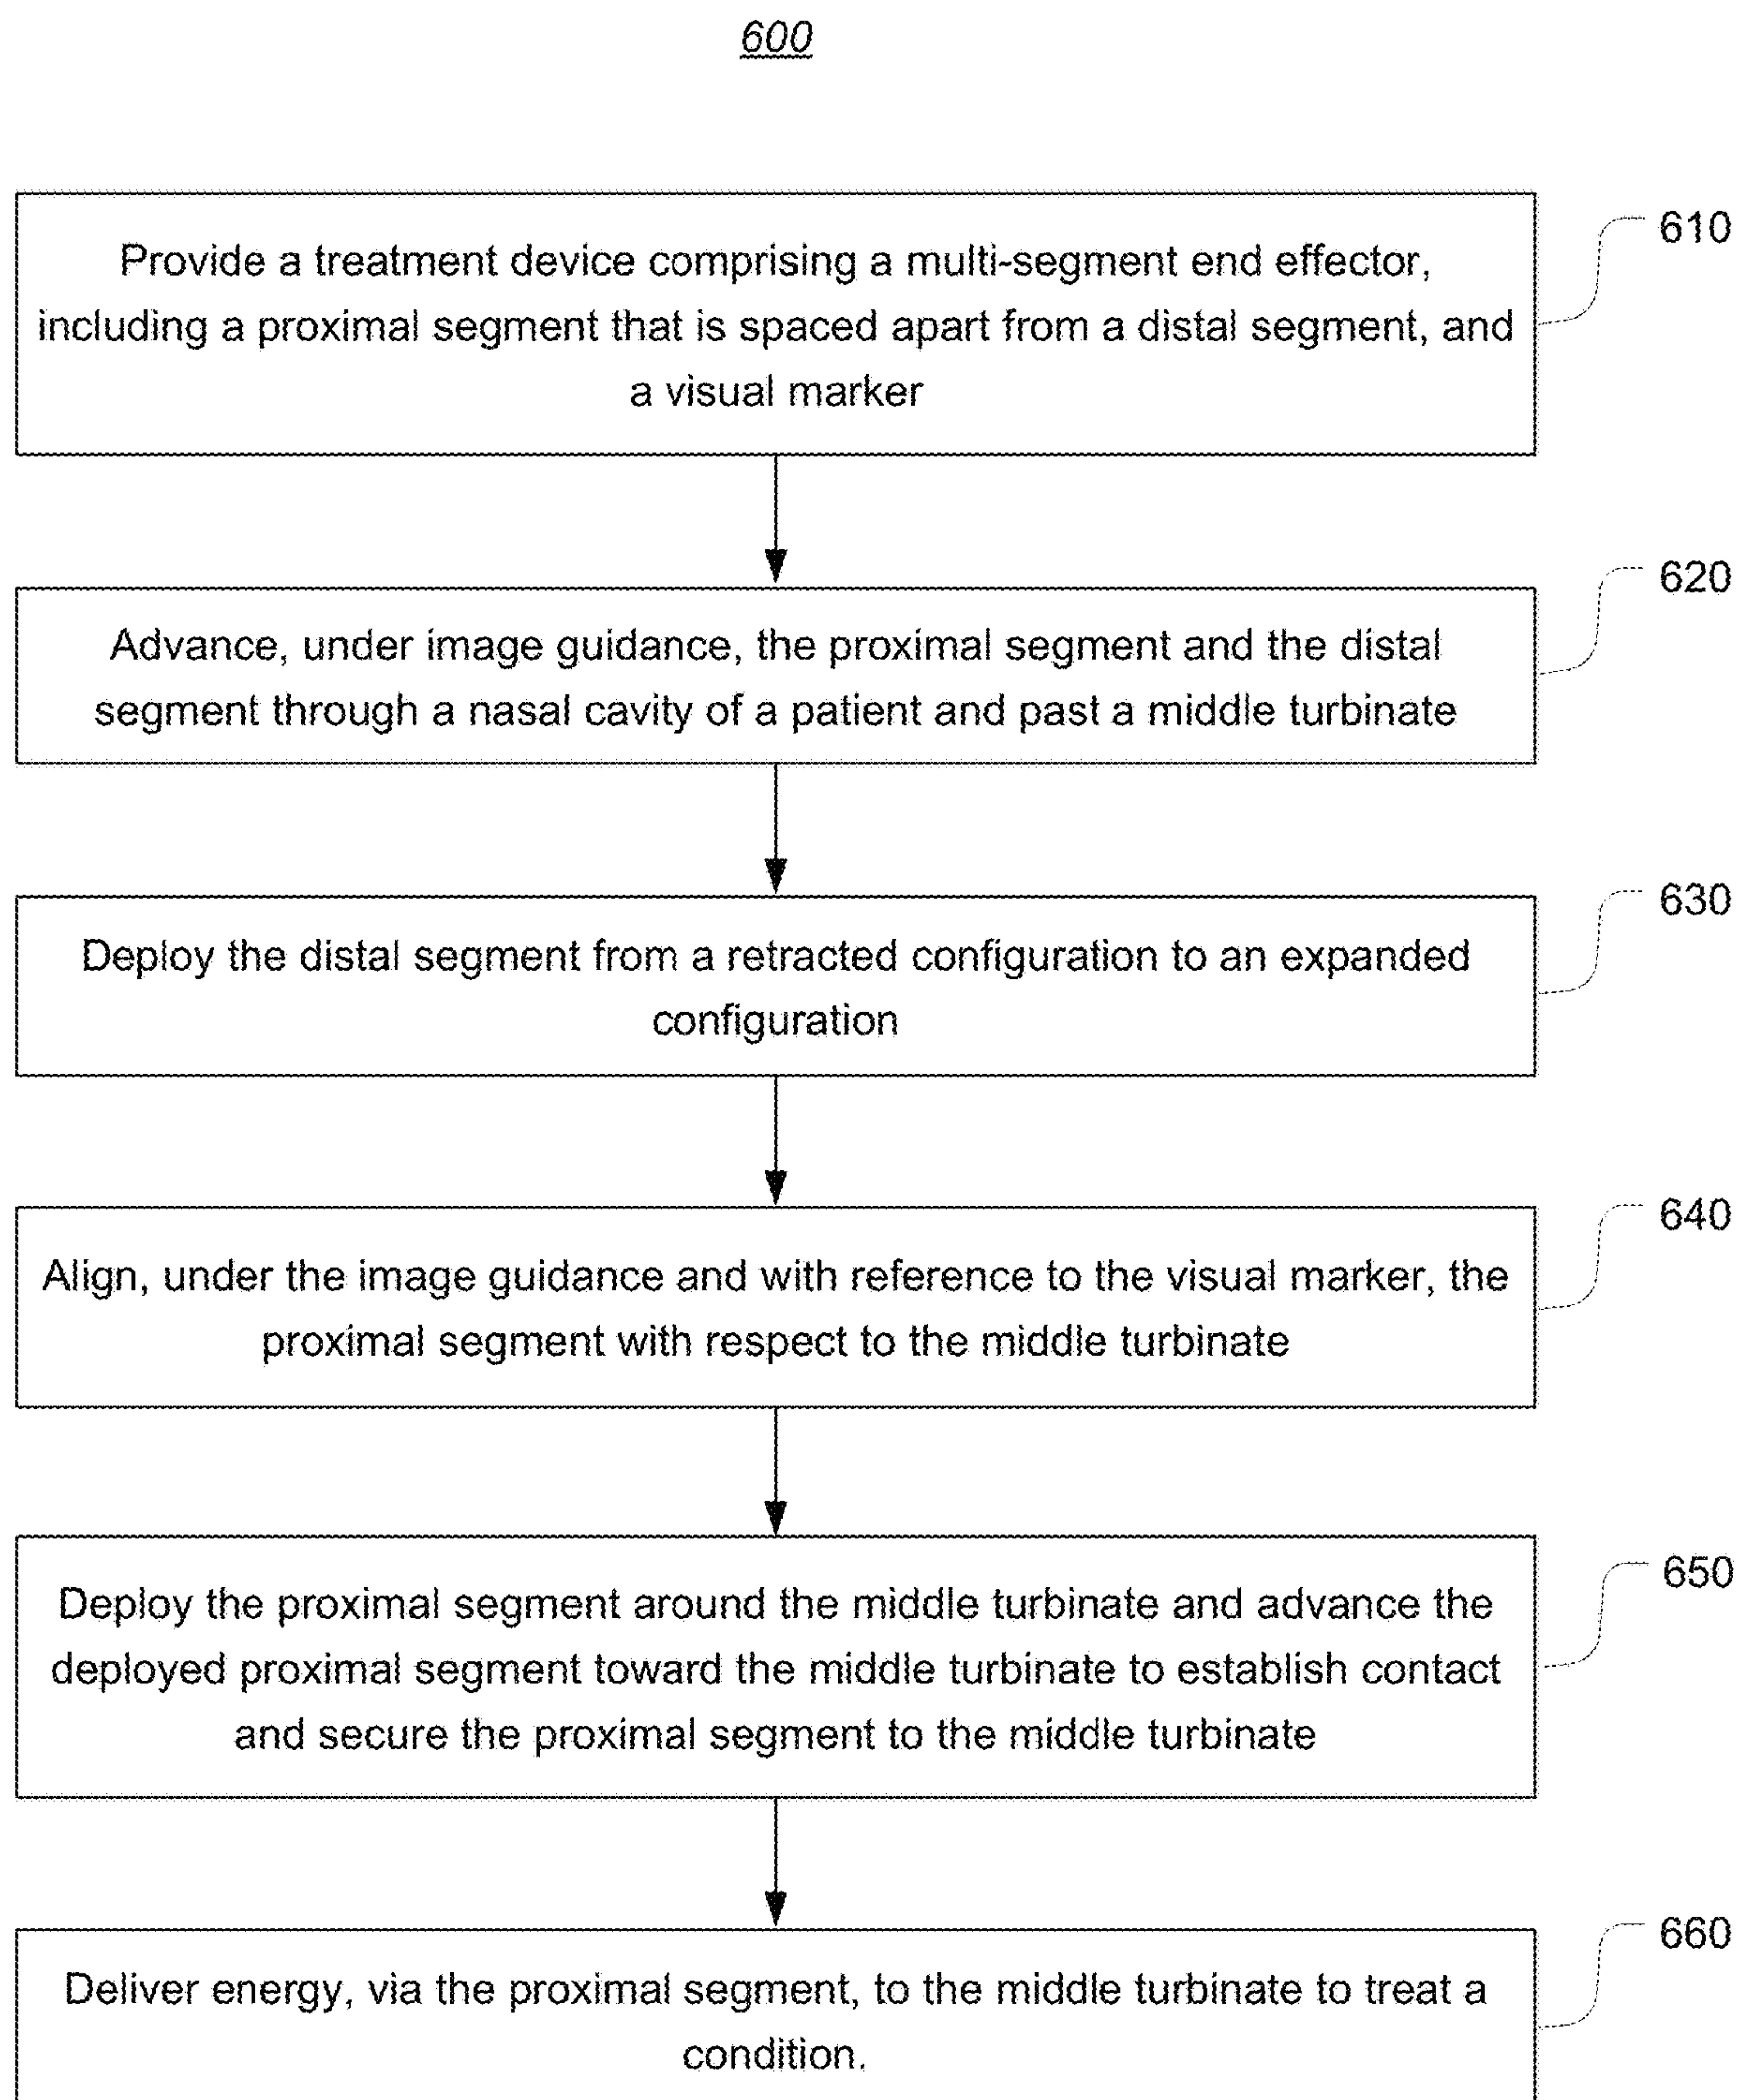 600
Provide a treatment device comprising a multi-segment end effector,
including a proximal segment that is spaced apart from a distal segment, and
a visual marker
610
Advance, under image guidance, the proximal segment and the distal
segment through a nasal cavity of a patient and past a middle turbinate
620
Deploy the distal segment from a retracted configuration to an expanded
configuration
630
Align, under the image guidance and with reference to the visual marker, the
proximal segment with respect to the middle turbinate
640
Deploy the proximal segment around the middle turbinate and advance the
deployed proximal segment toward the middle turbinate to establish contact
and secure the proximal segment to the middle turbinate
650
Deliver energy, via the proximal segment, to the middle turbinate to treat a
condition.
660